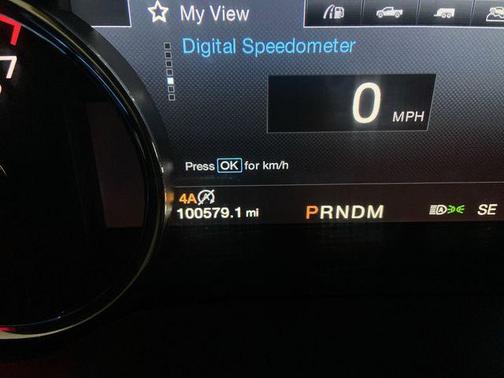 My View
Digital Speedometer
0 MPH
Press OK for km/h
4A
100579.1 mi
PRNDM
SE